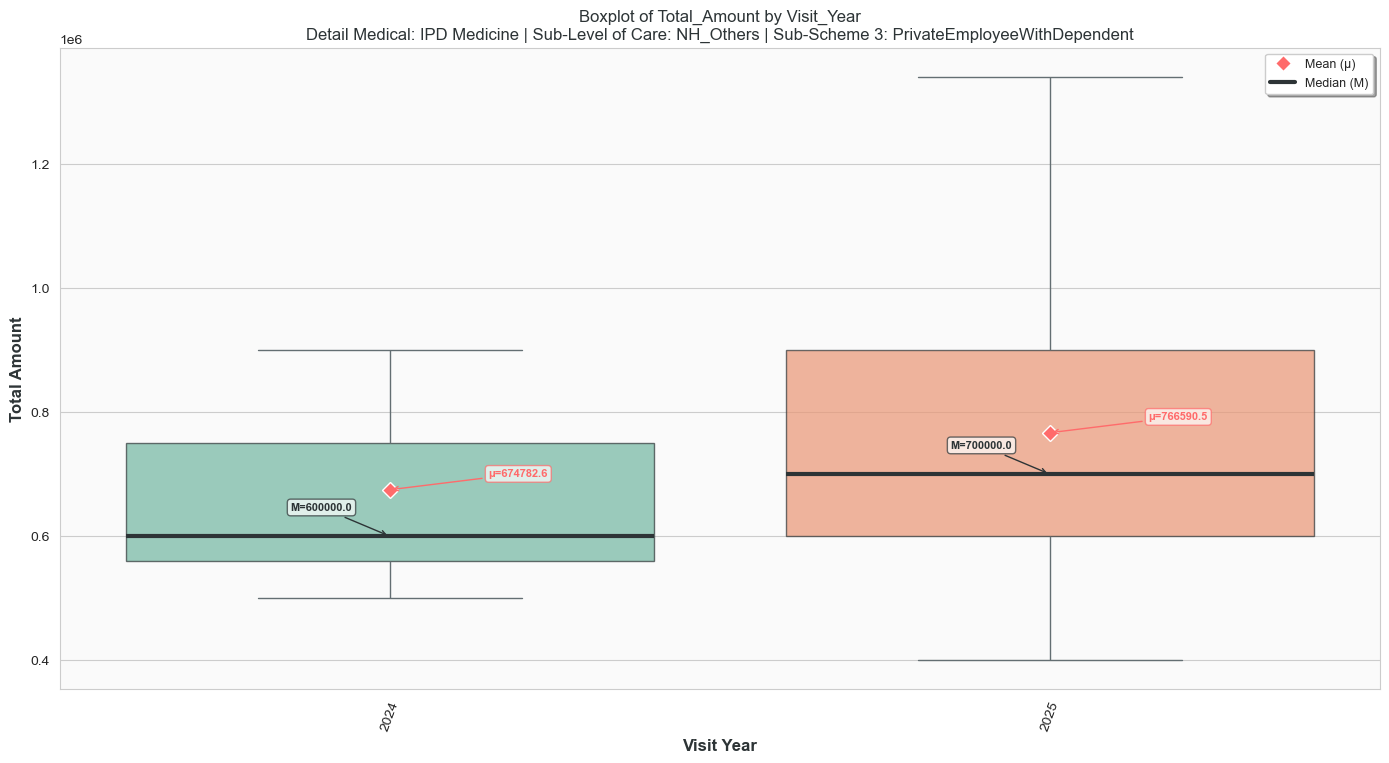 Boxplot of Total_Amount by Visit_Year
Detail Medical: IPD Medicine | Sub-Level of Care: NH_Others | Sub-Scheme 3: PrivateEmployeeWithDependent
1e6
Mean (μ)
Median (M)
1.2
1.0
0.8
0.6
0.4
Total Amount
μ=766590.5
M=700000.0
μ=674782.6
M=600000.0
2024
2025
Visit Year